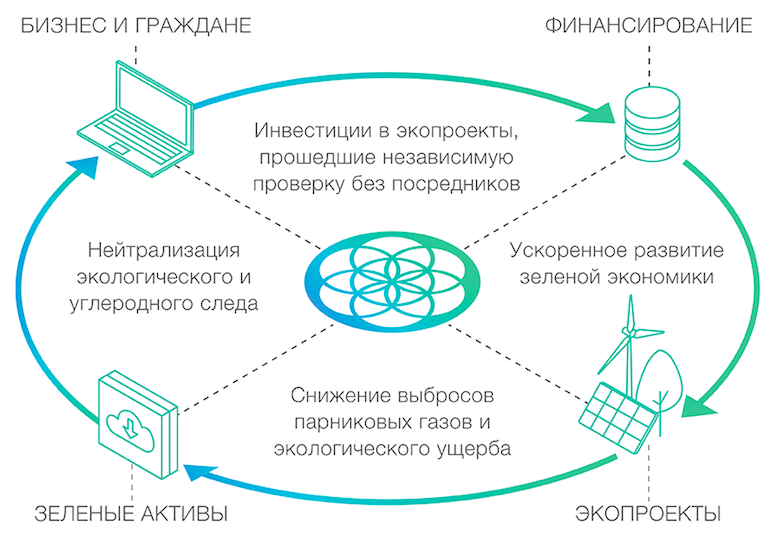 БИЗНЕС И ГРАЖДАНЕ
ФИНАНСИРОВАНИЕ
Инвестиции в экопроекты,
прошедшие независимую
проверку без посредников
Нейтрализация
экологического и
углеродного следа
Ускоренное развитие
зеленой экономики
Снижение выбросов
парниковых газов и
экологического ущерба
ЗЕЛЕНЫЕ АКТИВЫ
ЭКОПРОЕКТЫ